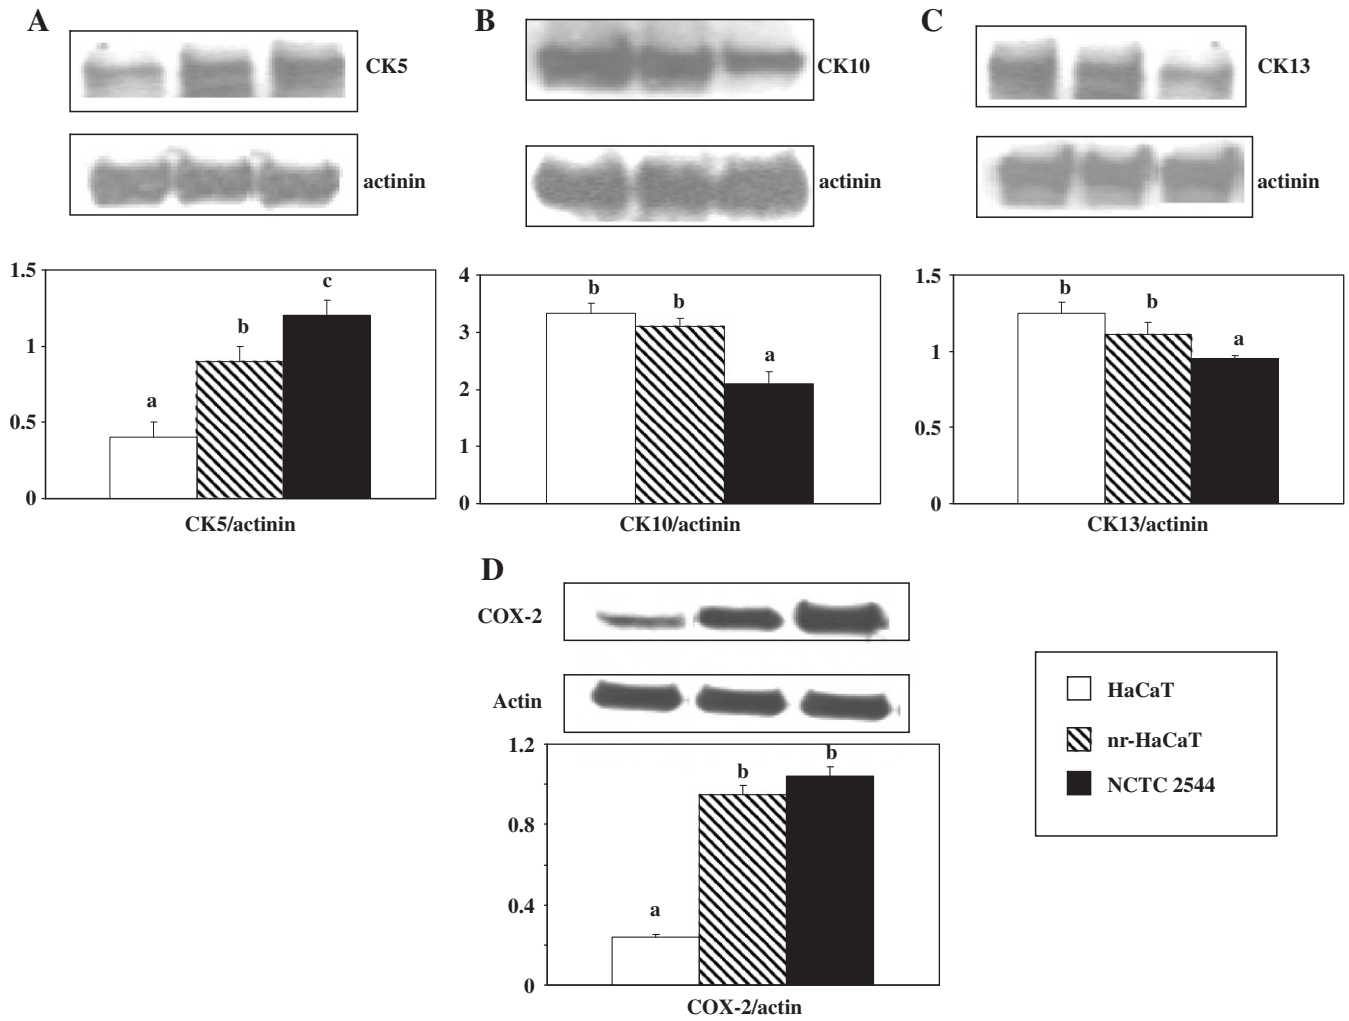 A
CK5
actinin
1.5
c
b
1
a
0.5
0
CK5/actinin
B
CK10
actinin
4
b
b
3
a
2
1
0
CK10/actinin
C
CK13
actinin
1.5
b
b
a
1
0.5
0
CK13/actinin
D
COX-2
Actin
1.2
b
b
0.8
a
0.4
0
COX-2/actin
HaCaT
nr-HaCaT
NCTC 2544